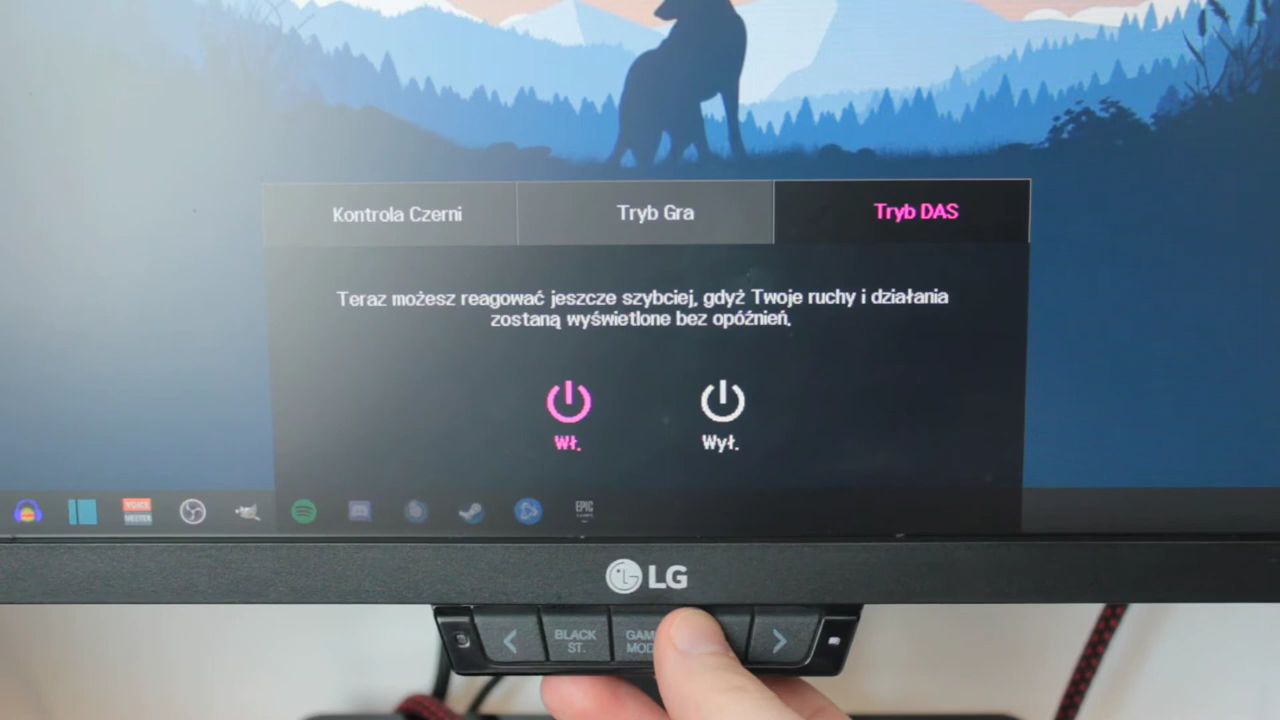 Kontrola Czerni
Tryb Gra
Tryb DAS
Teraz możesz reagować jeszcze szybciej, gdyż Twoje ruchy i działania
zostaną wyświetlone bez opóźnień.
Wł.
Wył.
VOICE
MEETER
EPIC
LG
BLACK
ST.